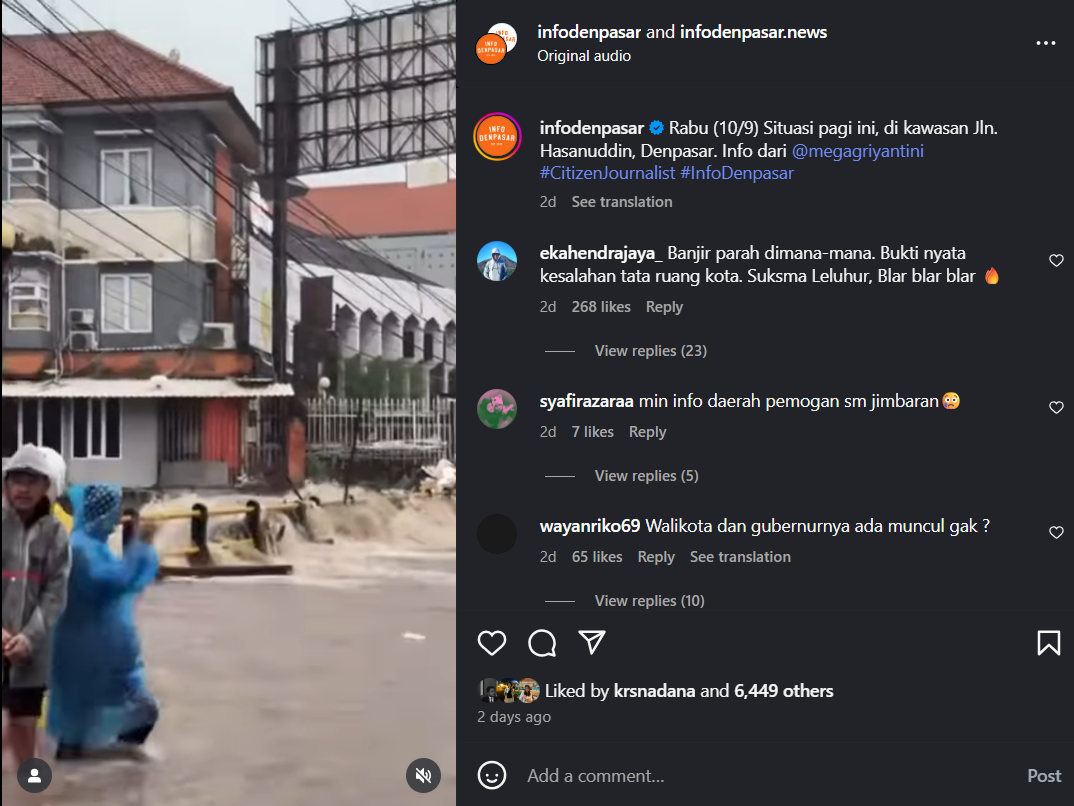 infodenpasar and infodenpasar.news
Original audio
infodenpasar Rabu (10/9) Situasi pagi ini, di kawasan Jln.
Hasanuddin, Denpasar. Info dari @megagriyantini
#CitizenJournalist #InfoDenpasar
2d See translation
ekahendrajaya_ Banjir parah dimana-mana. Bukti nyata
kesalahan tata ruang kota. Suksma Leluhur, Blar blar blar 🔥
2d 268 likes Reply
View replies (23)
syafirazaraa min info daerah pemogan sm jimbaran😨
2d 7 likes Reply
View replies (5)
wayanriko69 Walikota dan gubernurnya ada muncul gak ?
2d 65 likes Reply See translation
View replies (10)
Liked by krsnadana and 6,449 others
2 days ago
Add a comment...
Post
INFO
DENPASAR